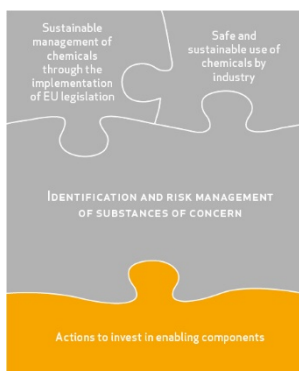 Sustainable
management of
chemicals
through the
implementation
of EU legislation
Safe and
sustainable use of
chemicals by
industry
IDENTIFICATION AND RISK MANAGEMENT
OF SUBSTANCES OF CONCERN
Actions to invest in enabling components